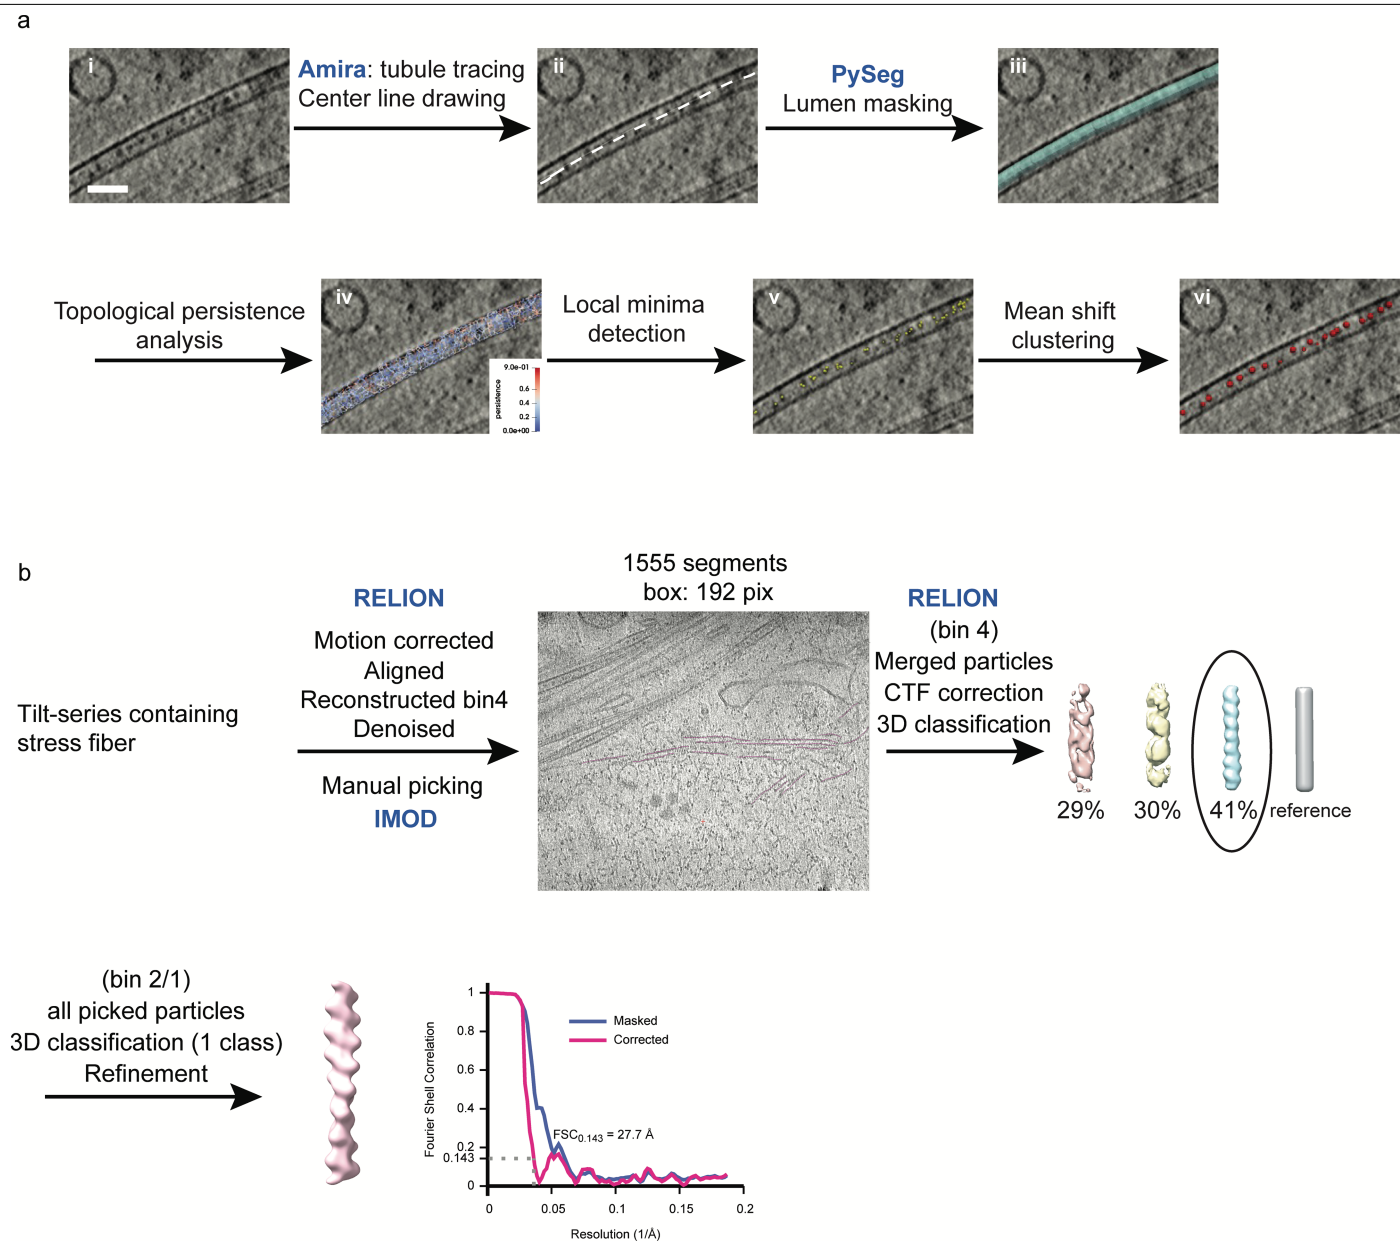 a
i
Amira: tubule tracing
Center line drawing
ii
PySeg
Lumen masking
iii
Topological persistence
analysis
iv
9.0e-01
0.6
0.4
0.2
0.0e+00
persistence
Local minima
detection
v
Mean shift
clustering
vi
b
Tilt-series containing
stress fiber
RELION
Motion corrected
Aligned
Reconstructed bin4
Denoised
Manual picking
IMOD
1555 segments
box: 192 pix
RELION
(bin 4)
Merged particles
CTF correction
3D classification
29%
30%
41%
reference
(bin 2/1)
all picked particles
3D classification (1 class)
Refinement
Fourier Shell Correlation
1
0.8
0.6
0.4
0.2
0.143
0
Masked
Corrected
FSC0.143 = 27.7 Å
0
0.05
0.1
0.15
0.2
Resolution (1/Å)